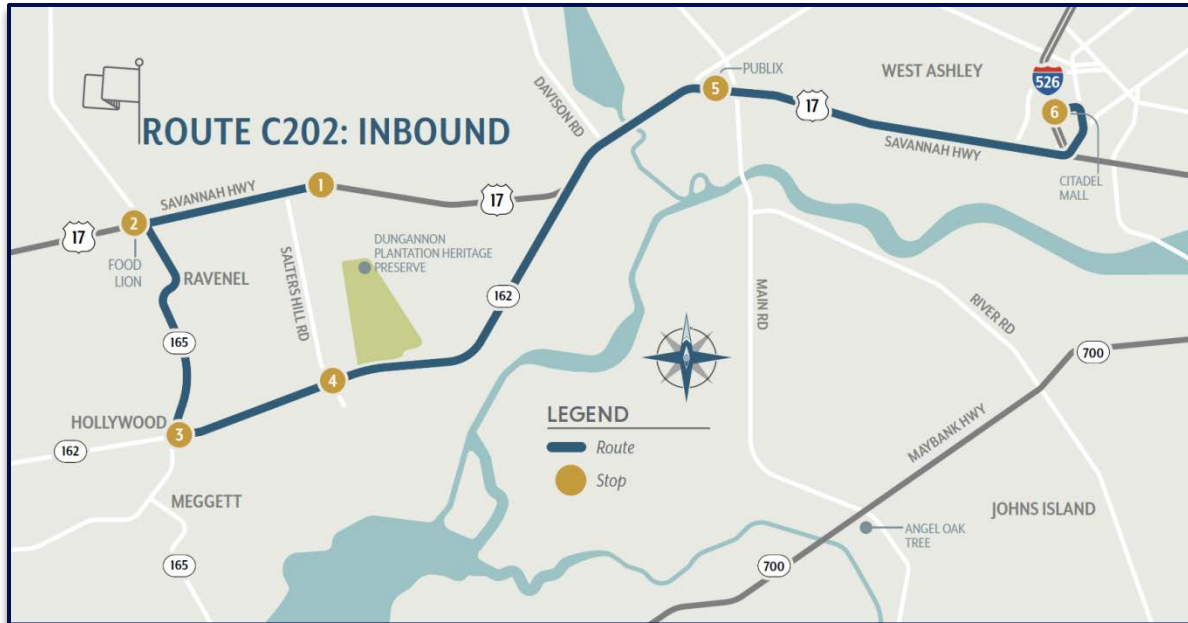 ROUTE C202: INBOUND
DAVISON RD
5
PUBLIX
WEST ASHLEY
526
17
6
SAVANNAH HWY
CITADEL
MALL
1
SAVANNAH HWY
2
17
17
FOOD
LION
RAVENEL
SALTERS HILL RD
DUNGANNON
PLANTATION HERITAGE
PRESERVE
162
165
4
HOLLYWOOD
3
162
MEGGETT
165
MAIN RD
RIVER RD
700
MAYBANK HWY
LEGEND
Route
Stop
JOHNS ISLAND
ANGEL OAK
TREE
700